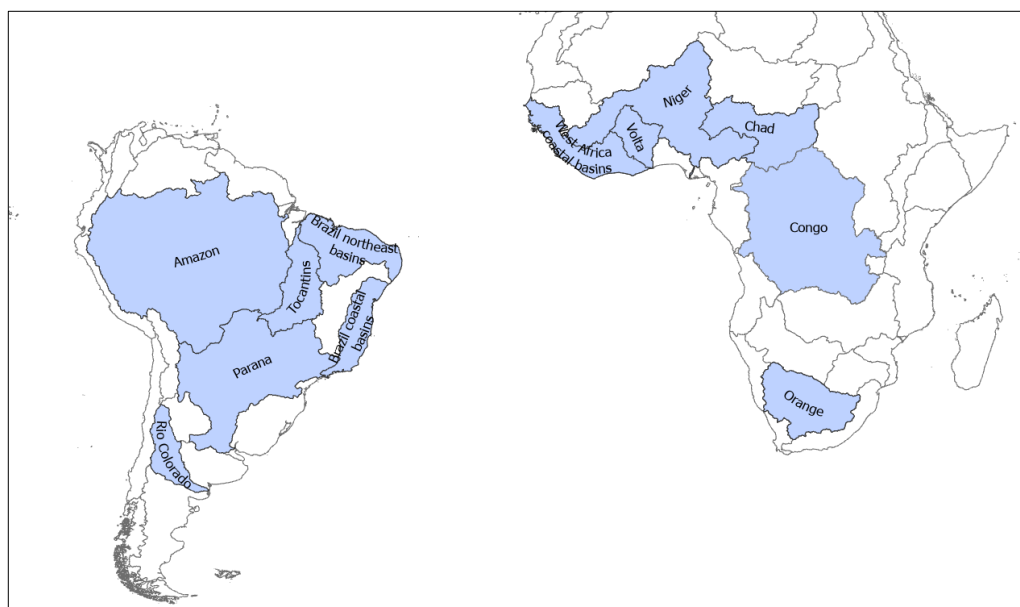 Amazon
Tocantins
Brazil northeast
basins
Brazil coastal
basins
Parana
Rio Colorado
West Africa
coastal basins
Volta
Niger
Chad
Congo
Orange